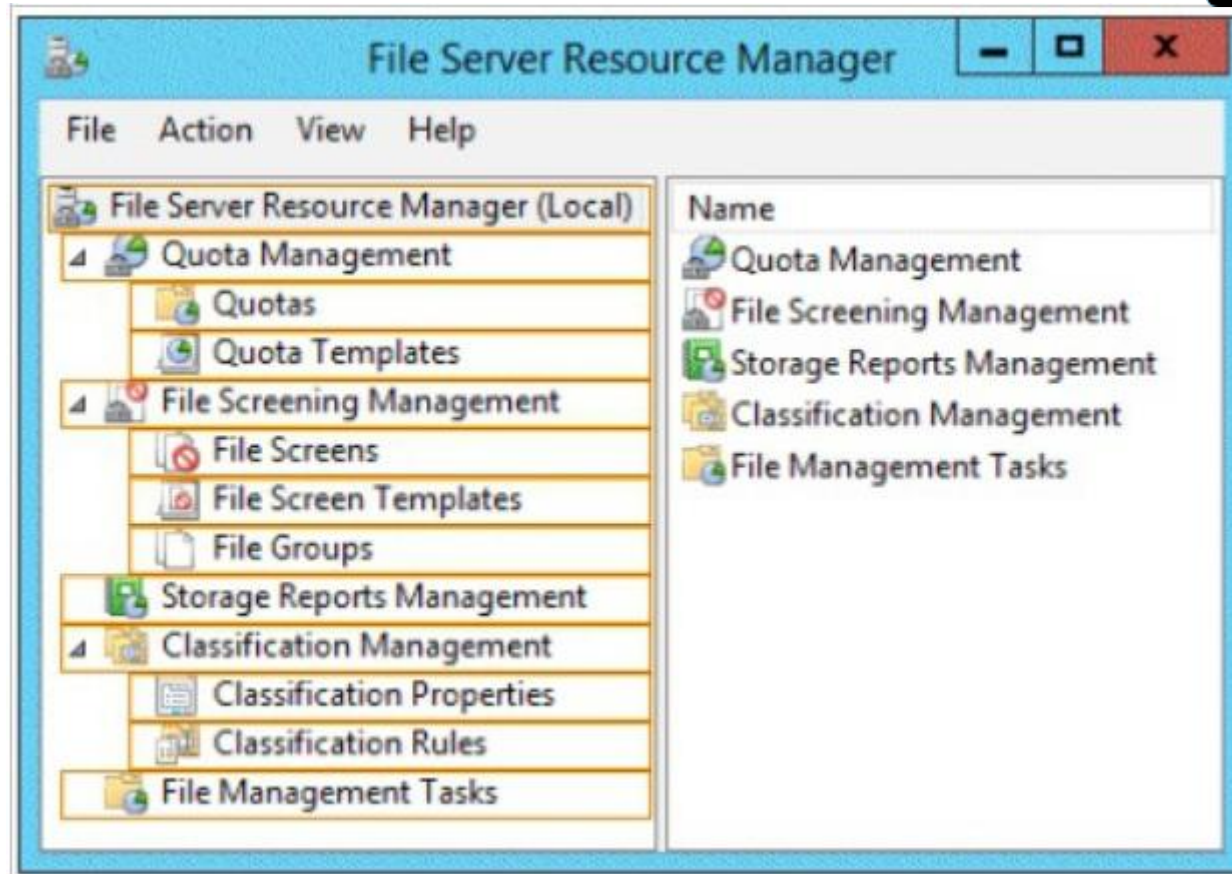 File Server Resource Manager
File Action View Help
File Server Resource Manager (Local)
Quota Management
Quotas
Quota Templates
File Screening Management
File Screens
File Screen Templates
File Groups
Storage Reports Management
Classification Management
Classification Properties
Classification Rules
File Management Tasks
Name
Quota Management
File Screening Management
Storage Reports Management
Classification Management
File Management Tasks